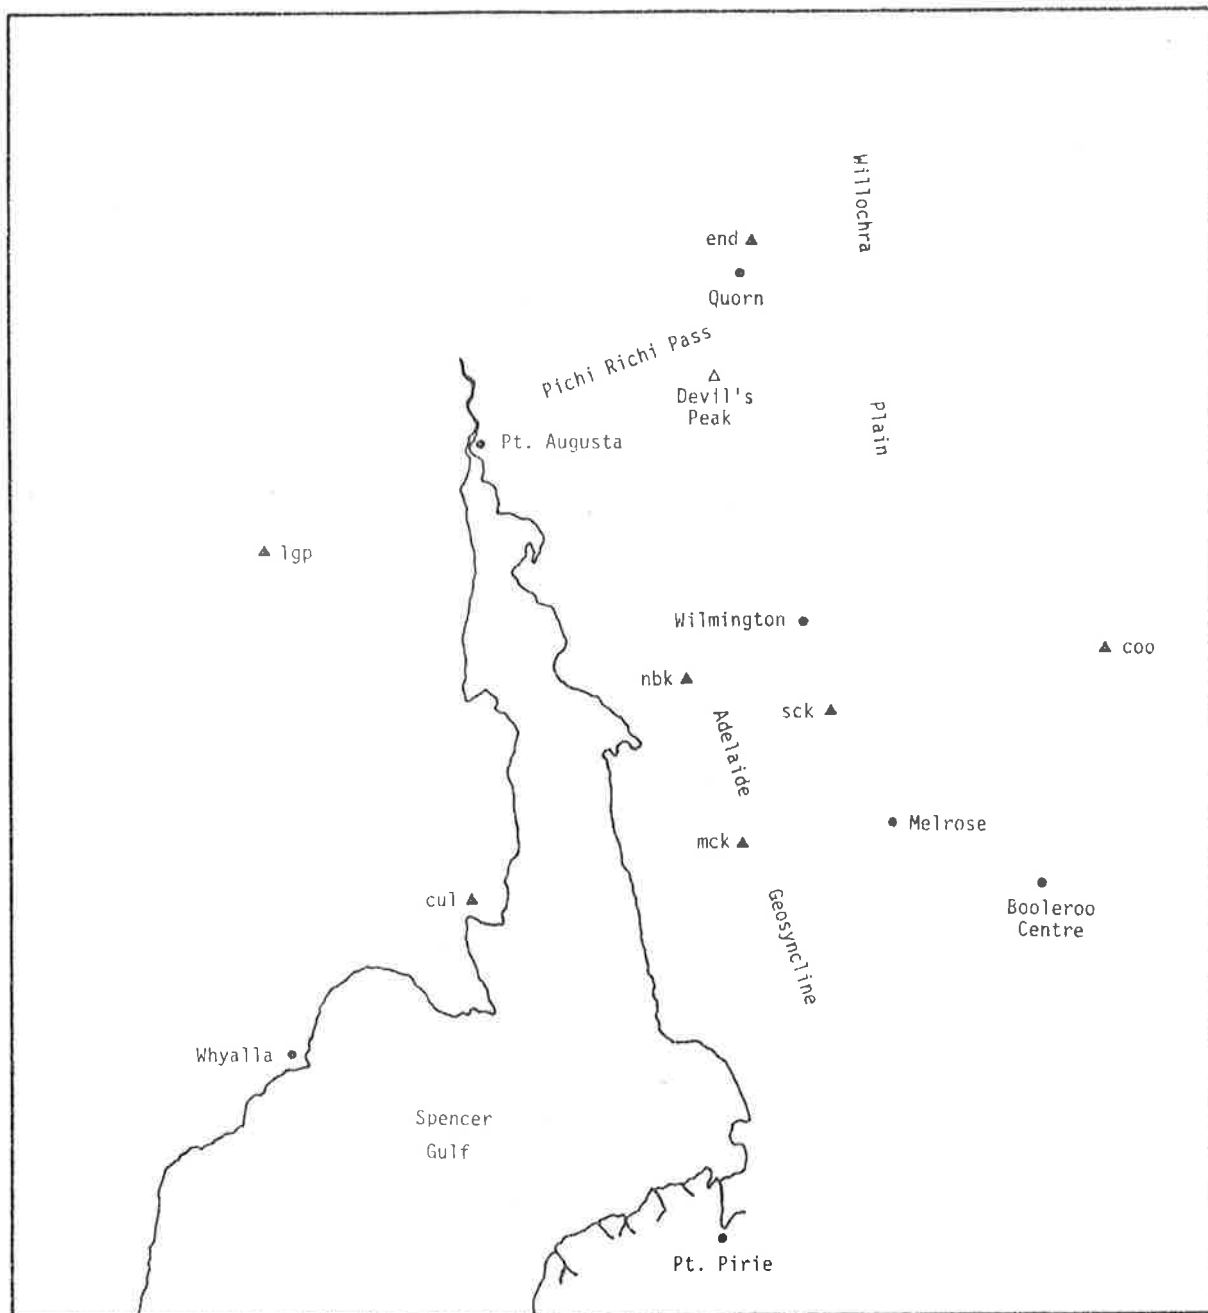 Willochra
end
Quorn
Pichi Richi Pass
Devil's
Peak
Plain
Pt. Augusta
lgp
Wilmington
coo
nbk
sck
Adelaide
Melrose
mck
cul
Booleroo
Centre
Geosyncline
Whyalla
Spencer
Gulf
Pt. Pirie